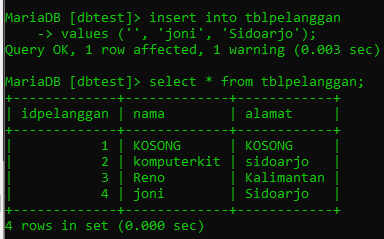 MariaDB [dbtest]> insert into tblpelanggan
    -> values ('', 'joni', 'Sidoarjo');
Query OK, 1 row affected, 1 warning (0.003 sec)

MariaDB [dbtest]> select * from tblpelanggan;
+-------------+-------------+------------+
| idpelanggan | nama        | alamat     |
+-------------+-------------+------------+
|           1 | KOSONG      | KOSONG     |
|           2 | komputerkit | sidoarjo   |
|           3 | Reno        | Kalimantan |
|           4 | joni        | Sidoarjo   |
+-------------+-------------+------------+
4 rows in set (0.000 sec)